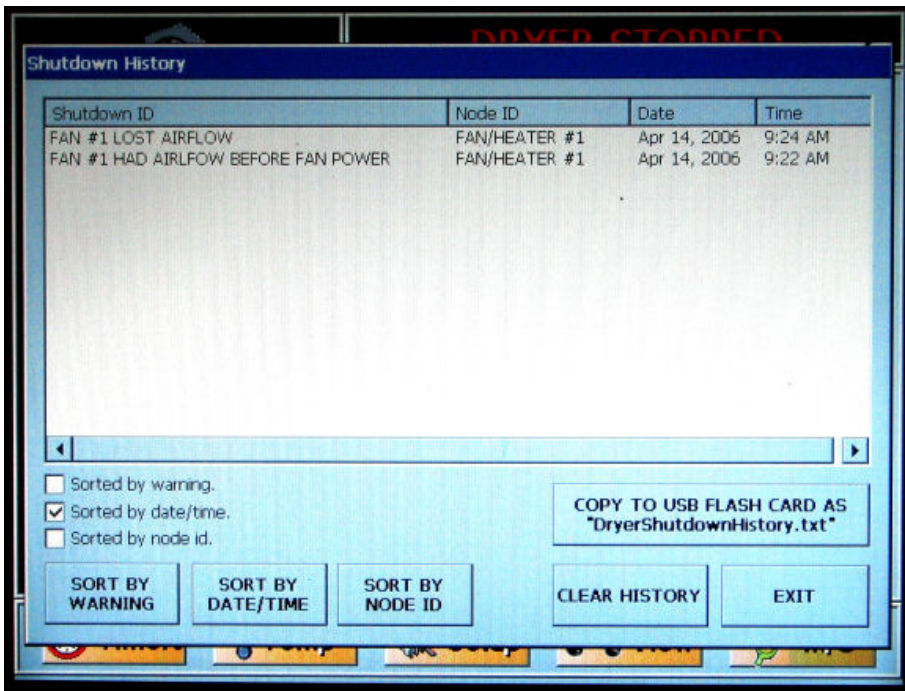 DRYER STOPPED
Shutdown History
Shutdown ID Node ID Date Time
FAN #1 LOST AIRFLOW FAN/HEATER #1 Apr 14, 2006 9:24 AM
FAN #1 HAD AIRLFOW BEFORE FAN POWER FAN/HEATER #1 Apr 14, 2006 9:22 AM
Sorted by warning.
Sorted by date/time.
Sorted by node id.
COPY TO USB FLASH CARD AS
"DryerShutdownHistory.txt"
SORT BY
WARNING
SORT BY
DATE/TIME
SORT BY
NODE ID
CLEAR HISTORY
EXIT